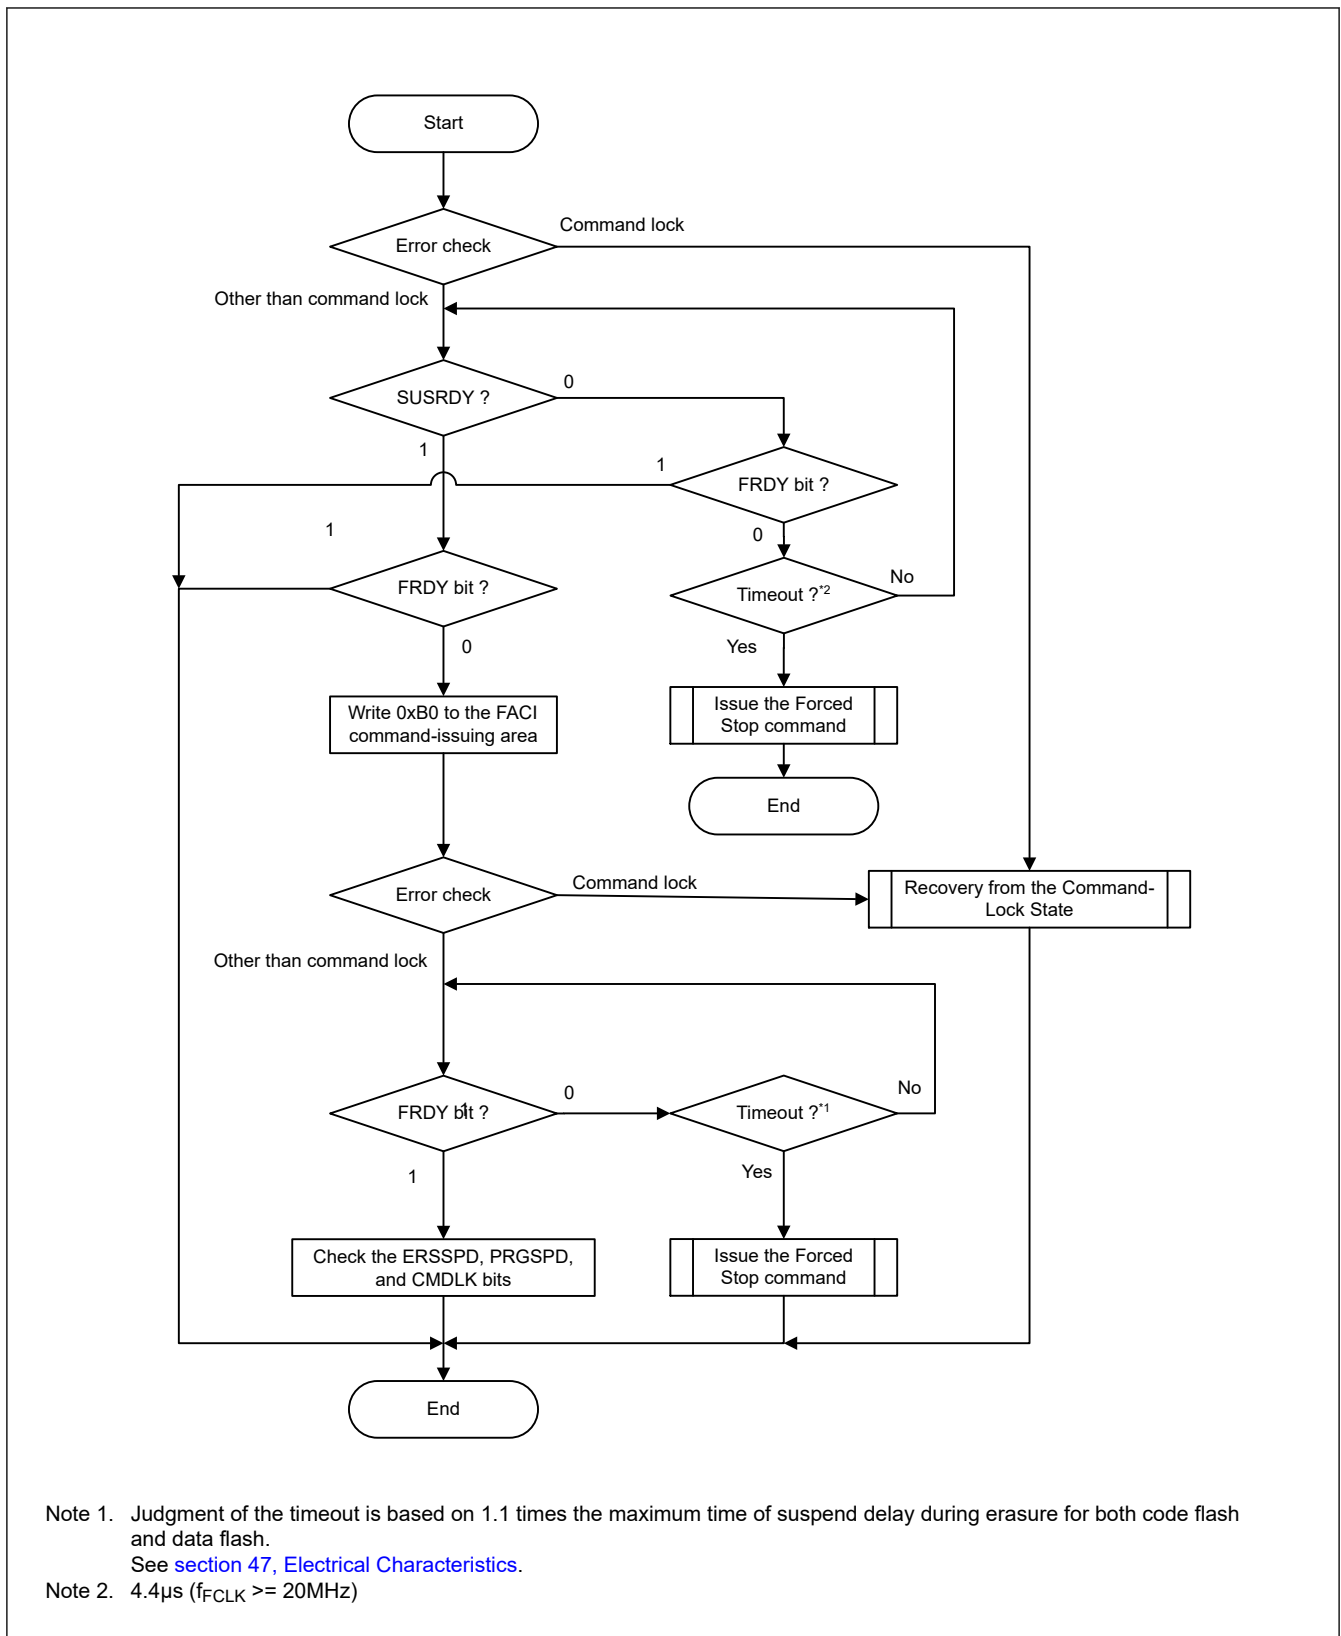 Start
Error check
Command lock
Other than command lock
SUSRDY ?
0
1
1
FRDY bit ?
1
0
FRDY bit ?
Timeout ?*2
No
0
Yes
Write 0xB0 to the FACI
command-issuing area
Issue the Forced
Stop command
End
Error check
Command lock
Recovery from the Command-
Lock State
Other than command lock
FRDY bit ?
1
0
Timeout ?*1
No
1
Yes
Check the ERSSPD, PRGSPD,
and CMDLK bits
Issue the Forced
Stop command
End
Note 1. Judgment of the timeout is based on 1.1 times the maximum time of suspend delay during erasure for both code flash
and data flash.
See section 47, Electrical Characteristics.
Note 2. 4.4µs (fFCLK >= 20MHz)